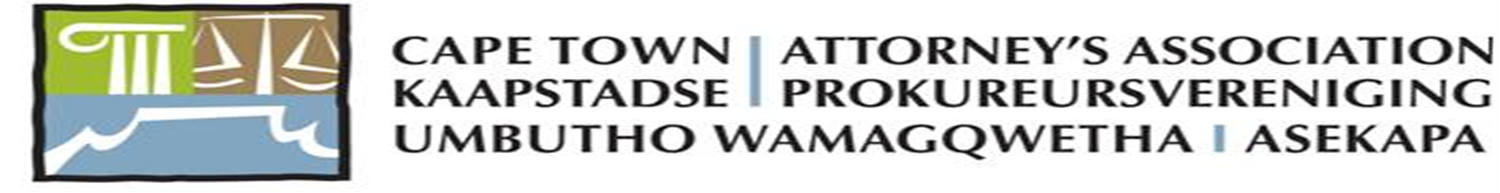 CAPE TOWN | ATTORNEY'S ASSOCIATION
KAAPSTADSE | PROKUREURSVERENIGING
UMBUTHO WAMAGQWETHA | ASEKAPA